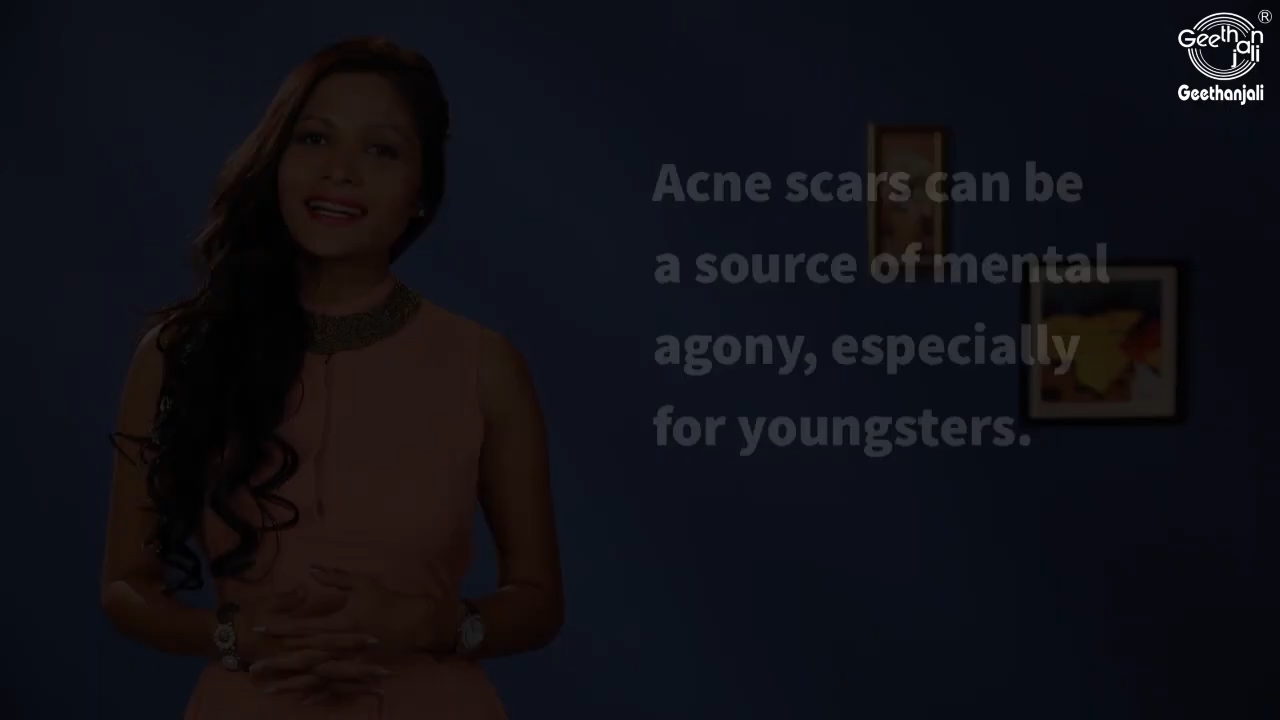 Geethanjali
®
Geethanjali
Acne scars can be
a source of mental
agony, especially
for youngsters.